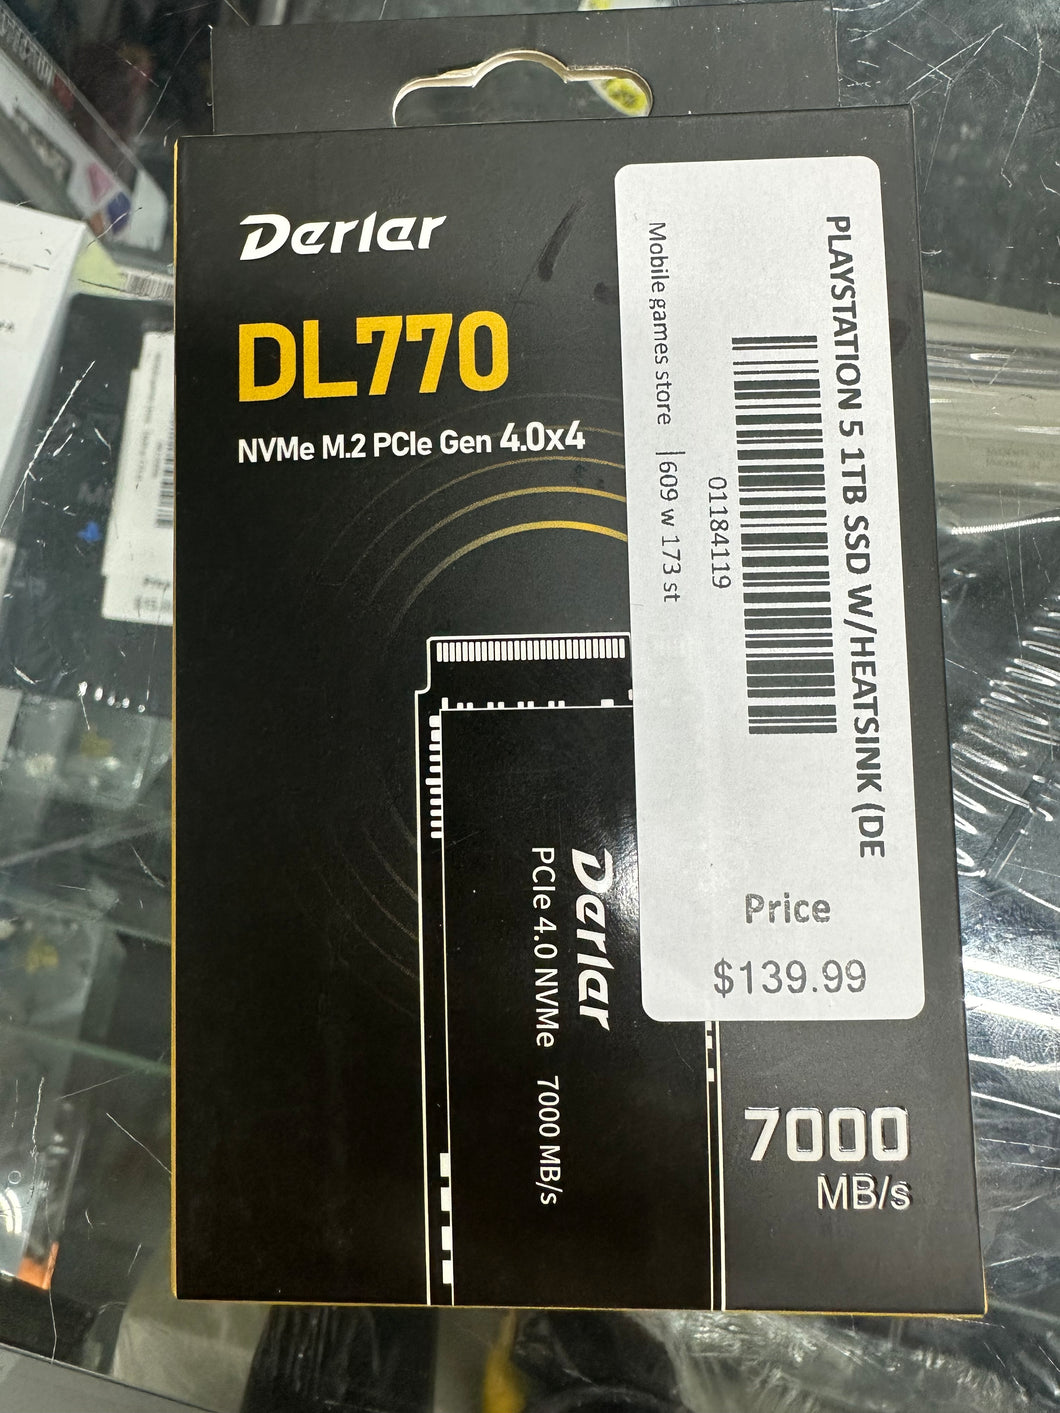 Derlar
DL770
NVMe M.2 PCIe Gen 4.0x4
PLAYSTATION 5 1TB SSD W/HEATSINK (DE
01184119
Mobile games store |609 w 173 st
Price
$139.99
Derlar
PCIe 4.0 NVMe 7000 MB/s
7000
MB/s